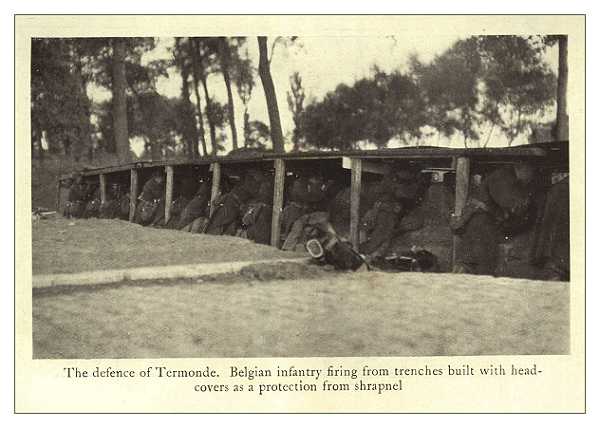 The defence of Termonde. Belgian infantry firing from trenches built with head-
covers as a protection from shrapnel